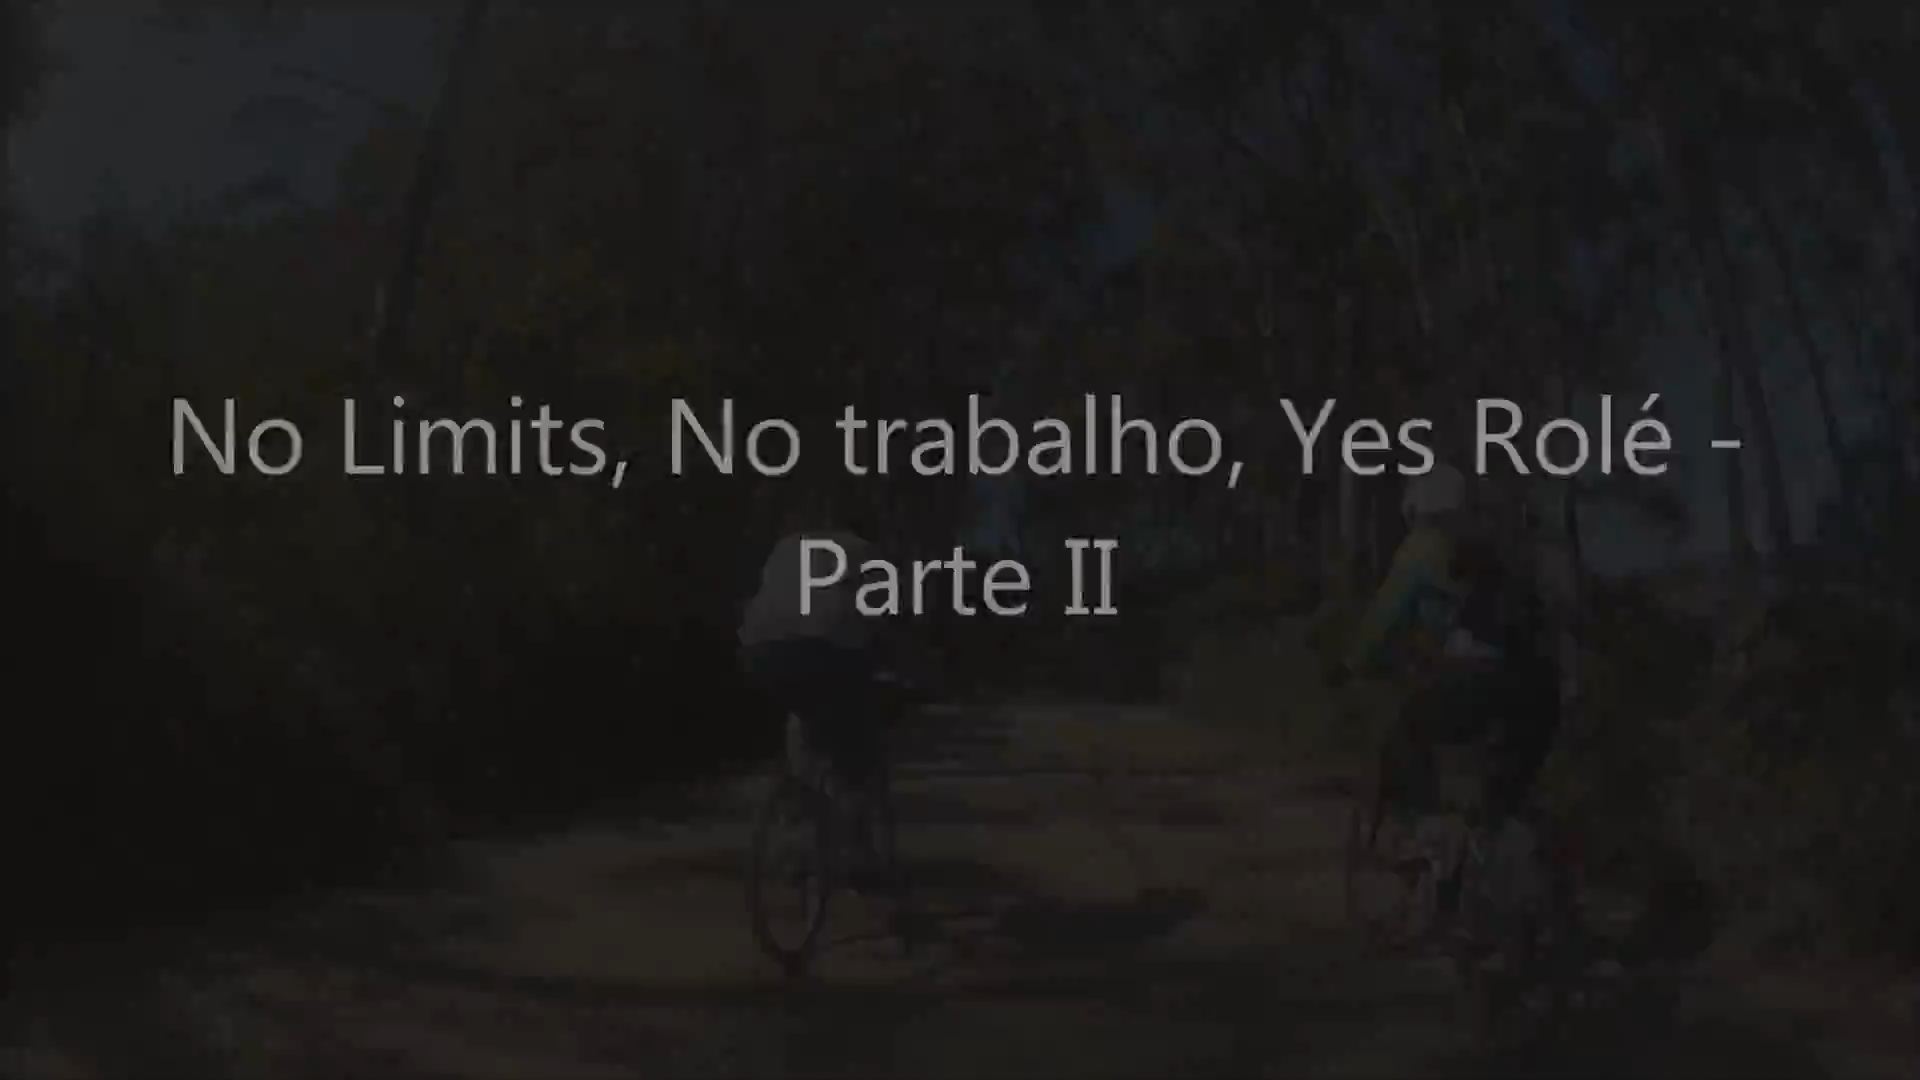 No Limits, No trabalho, Yes Rolé -
Parte II